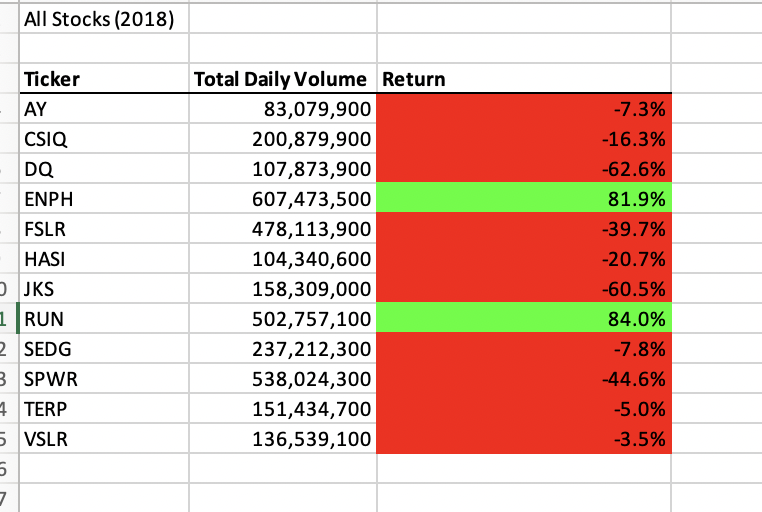 All Stocks (2018)
Ticker Total Daily Volume Return
AY 83,079,900 -7.3%
CSIQ 200,879,900 -16.3%
DQ 107,873,900 -62.6%
ENPH 607,473,500 81.9%
FSLR 478,113,900 -39.7%
HASI 104,340,600 -20.7%
JKS 158,309,000 -60.5%
RUN 502,757,100 84.0%
SEDG 237,212,300 -7.8%
SPWR 538,024,300 -44.6%
TERP 151,434,700 -5.0%
VSLR 136,539,100 -3.5%